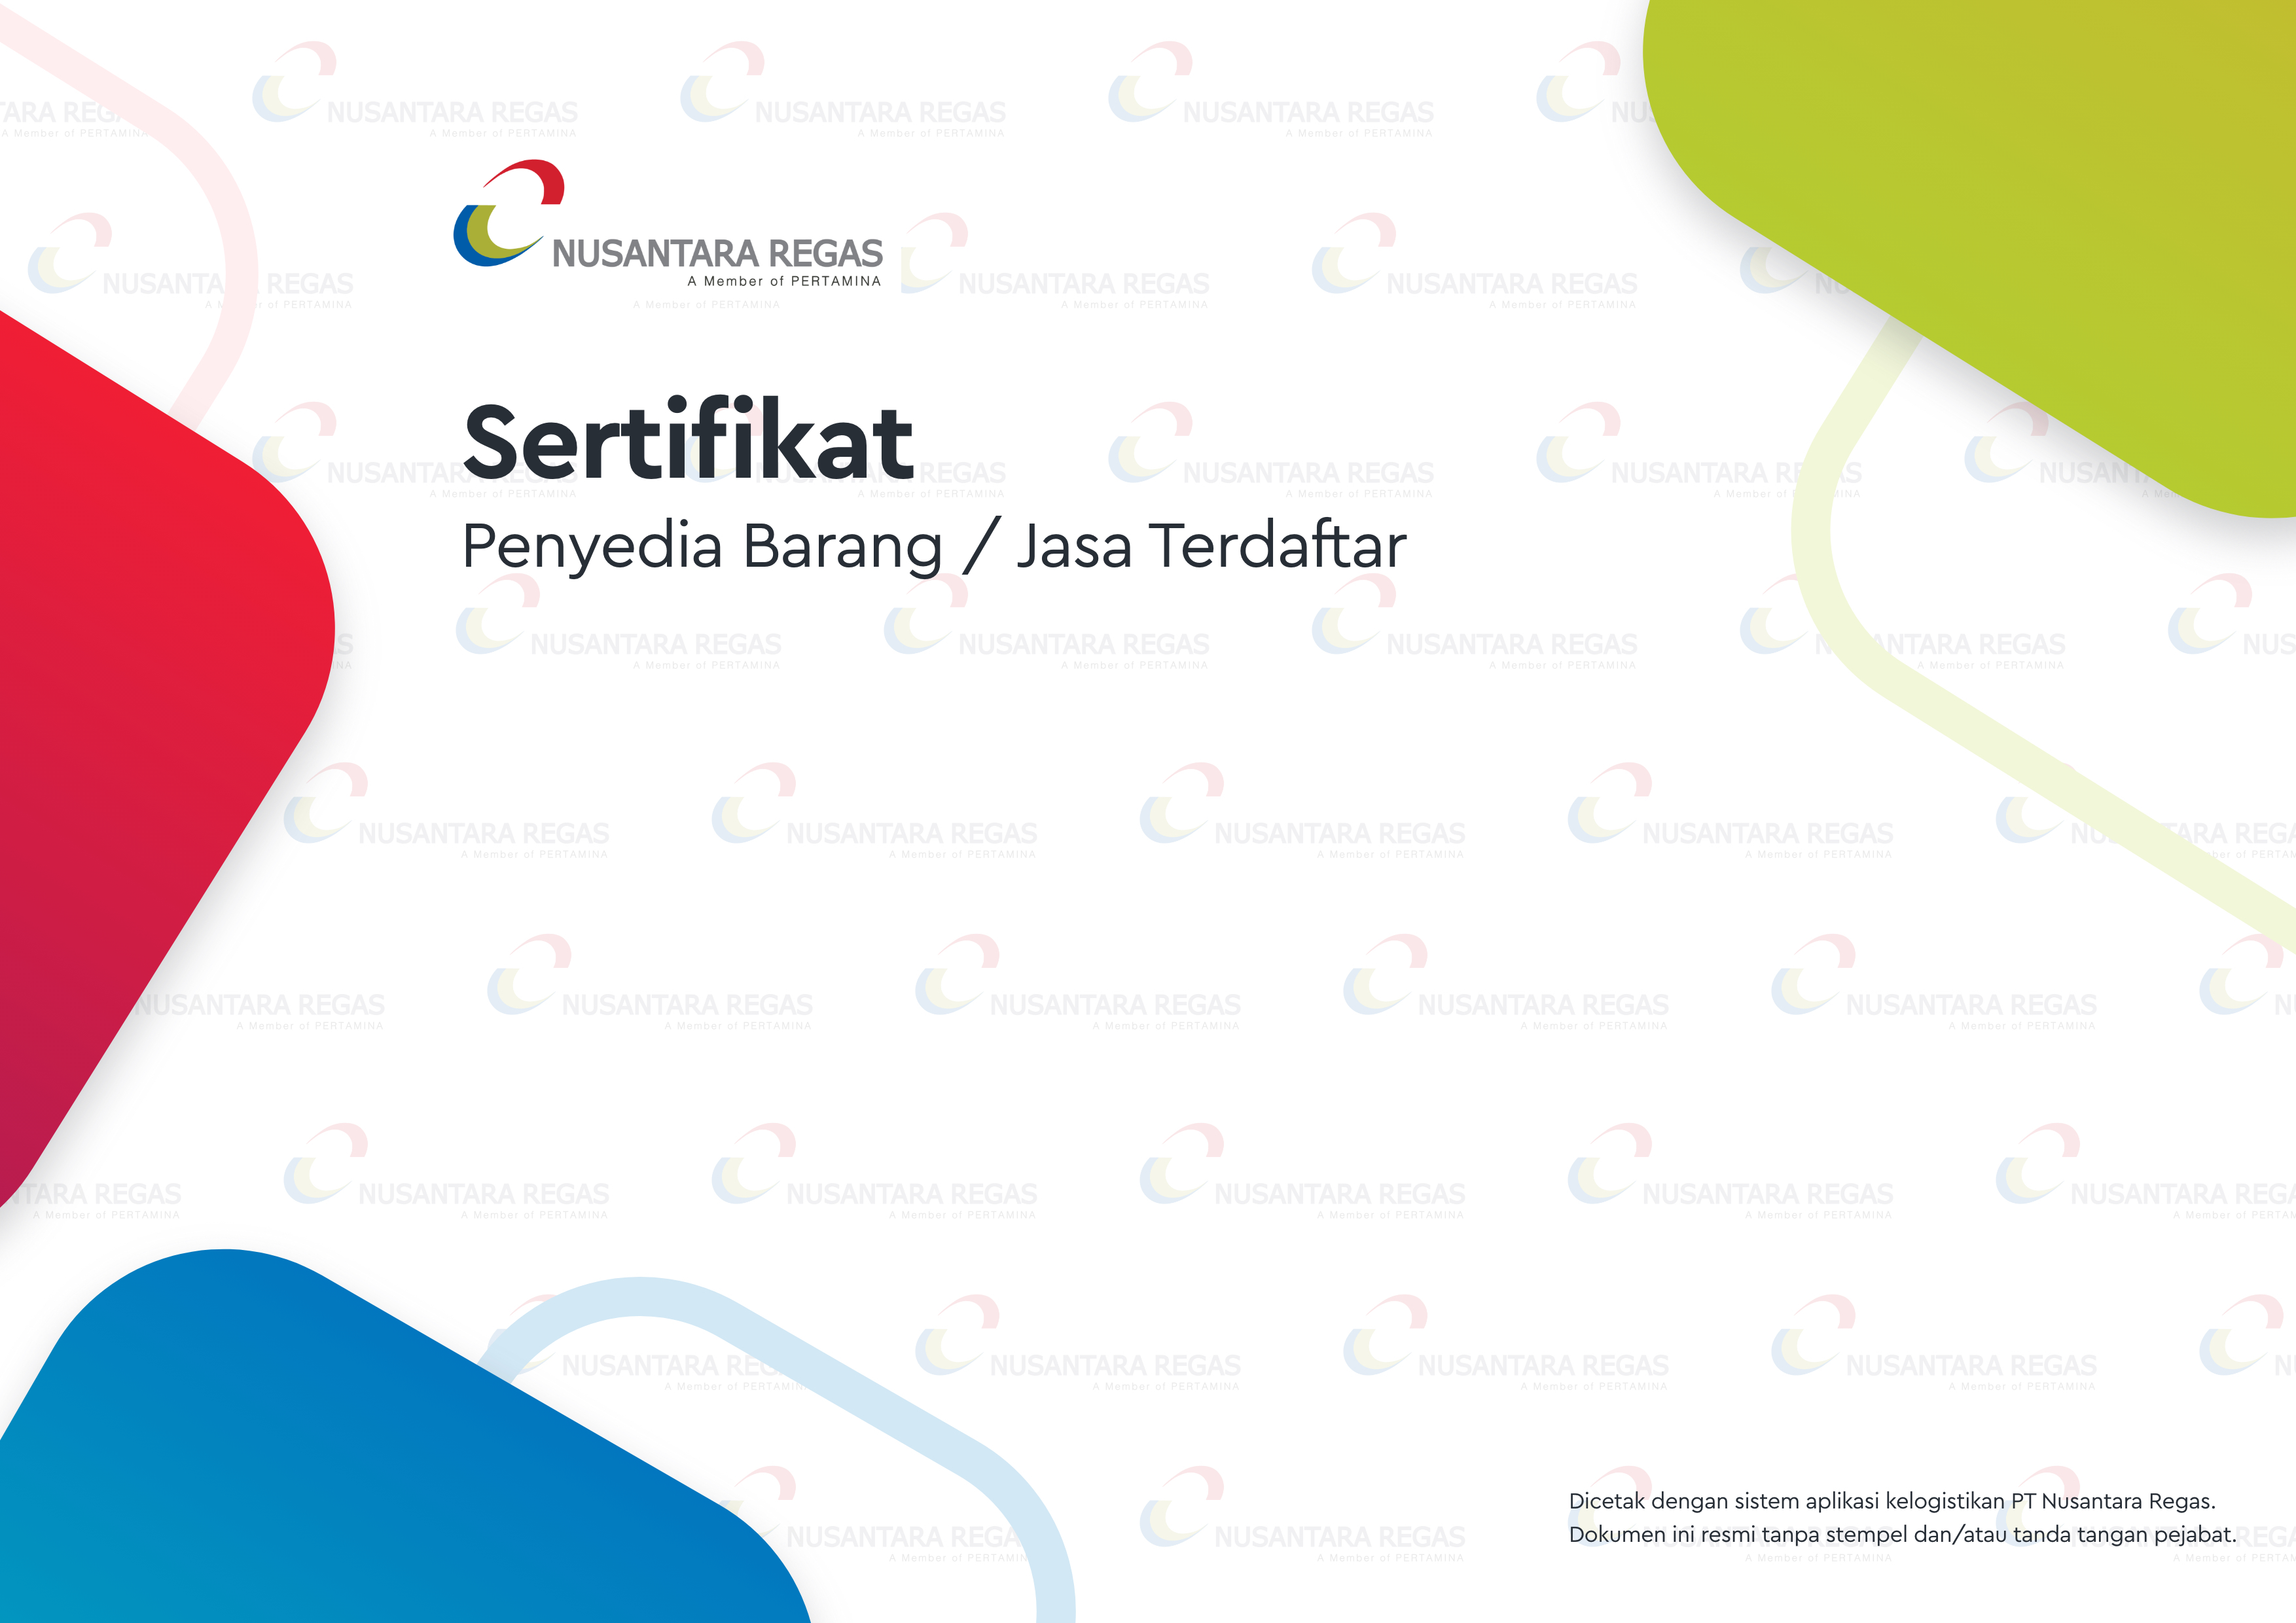 NUSANTARA REGAS
A Member of PERTAMINA
Sertifikat
Penyedia Barang / Jasa Terdaftar
Dicetak dengan sistem aplikasi kelogistikan PT Nusantara Regas.
Dokumen ini resmi tanpa stempel dan/atau tanda tangan pejabat.